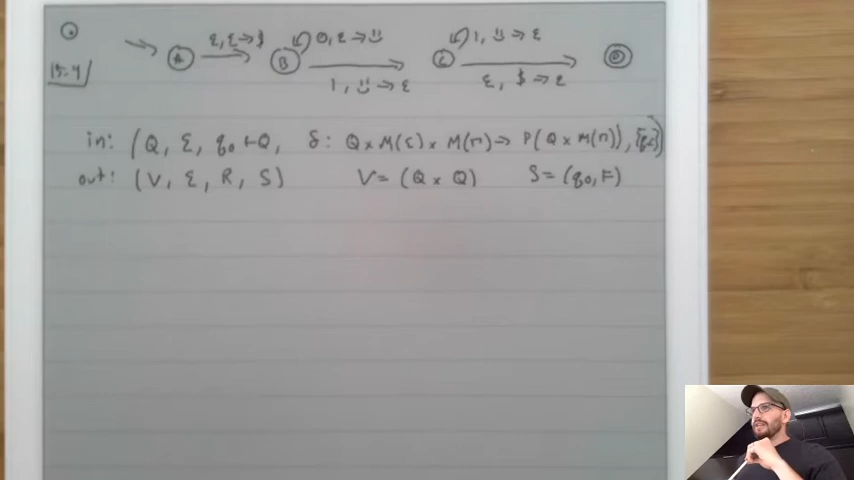 ε, ε → $ 0, ε → :) 1, :) → ε
15-4 A B C D
1, :) → ε ε, $ → ε
in: (Q, Σ, q₀ ∈ Q, δ: Q × M(Σ) × M(Γ) → P(Q × M(Γ)), {qF})
out: (V, Σ, R, S) V = (Q × Q) S = (q₀, F)